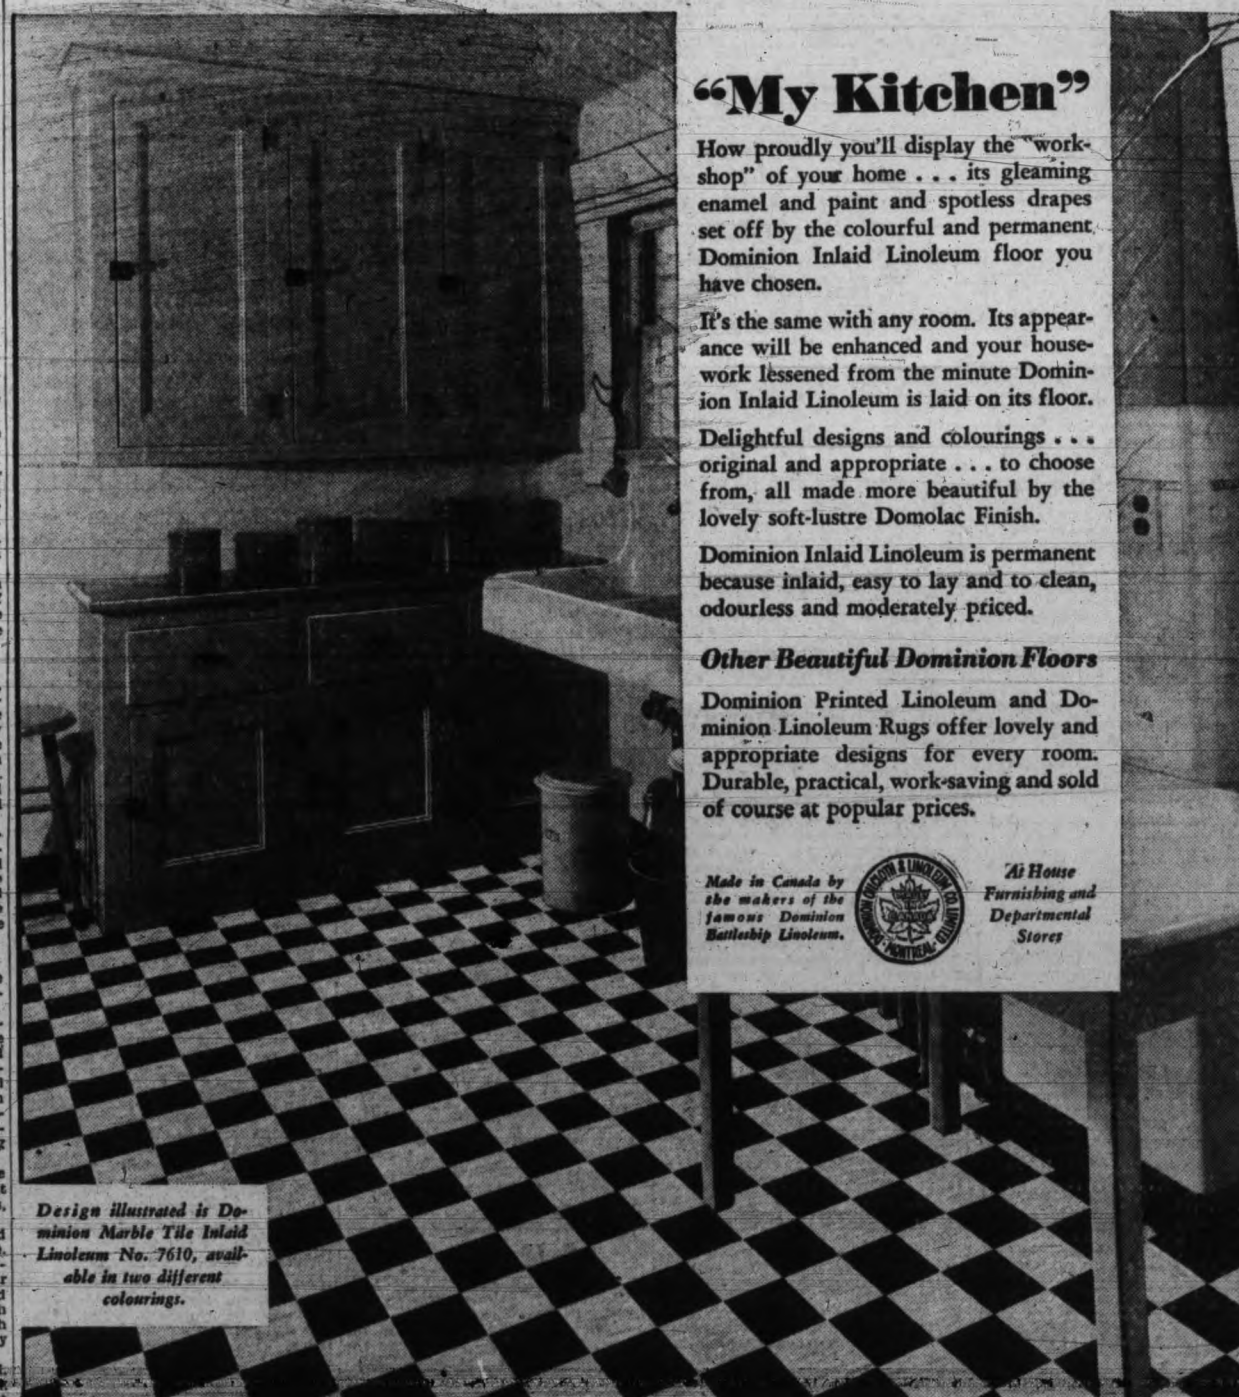 “My Kitchen”
How proudly you'll display the "work-
shop" of your home . . . its gleaming
enamel and paint and spotless drapes
set off by the colourful and permanent
Dominion Inlaid Linoleum floor you
have chosen.
It's the same with any room. Its appear-
ance will be enhanced and your house-
work lessened from the minute Domin-
ion Inlaid Linoleum is laid on its floor.
Delightful designs and colourings . . .
original and appropriate . . . to choose
from, all made more beautiful by the
lovely soft-lustre Domolac Finish.
Dominion Inlaid Linoleum is permanent
because inlaid, easy to lay and to clean,
odourless and moderately priced.
Other Beautiful Dominion Floors
Dominion Printed Linoleum and Do-
minion Linoleum Rugs offer lovely and
appropriate designs for every room.
Durable, practical, work-saving and sold
of course at popular prices.
Made in Canada by
the makers of the
famous Dominion
Battleship Linoleum.
DOMINION OILCLOTH & LINOLEUM CO. LIMITED
MONTREAL
At House
Furnishing and
Departmental
Stores
Design illustrated is Do-
minion Marble Tile Inlaid
Linoleum No. 7610, avail-
able in two different
colourings.